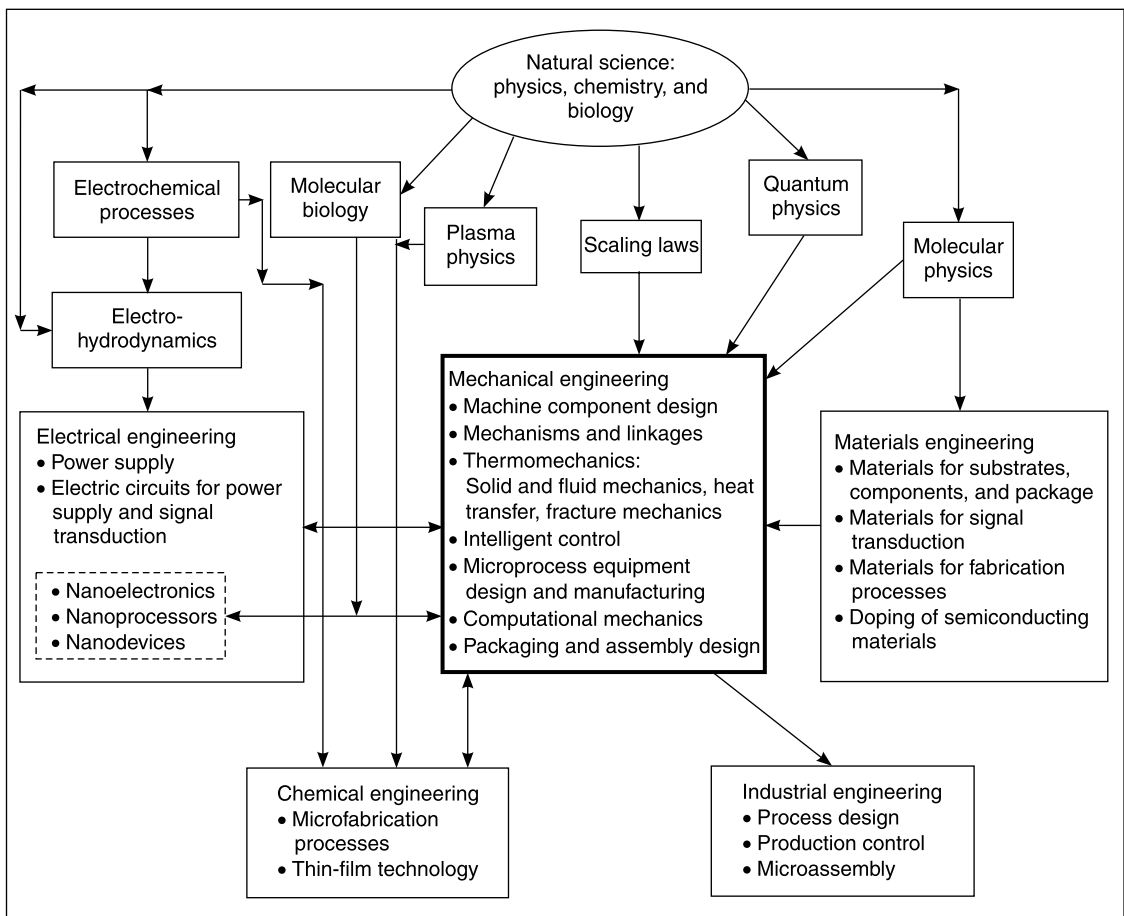 Natural science:
physics, chemistry, and
biology
Electrochemical
processes
Molecular
biology
Plasma
physics
Scaling laws
Quantum
physics
Molecular
physics
Electro-
hydrodynamics
Electrical engineering
• Power supply
• Electric circuits for power
supply and signal
transduction
• Nanoelectronics
• Nanoprocessors
• Nanodevices
Mechanical engineering
• Machine component design
• Mechanisms and linkages
• Thermomechanics:
Solid and fluid mechanics, heat
transfer, fracture mechanics
• Intelligent control
• Microprocess equipment
design and manufacturing
• Computational mechanics
• Packaging and assembly design
Materials engineering
• Materials for substrates,
components, and package
• Materials for signal
transduction
• Materials for fabrication
processes
• Doping of semiconducting
materials
Chemical engineering
• Microfabrication
processes
• Thin-film technology
Industrial engineering
• Process design
• Production control
• Microassembly